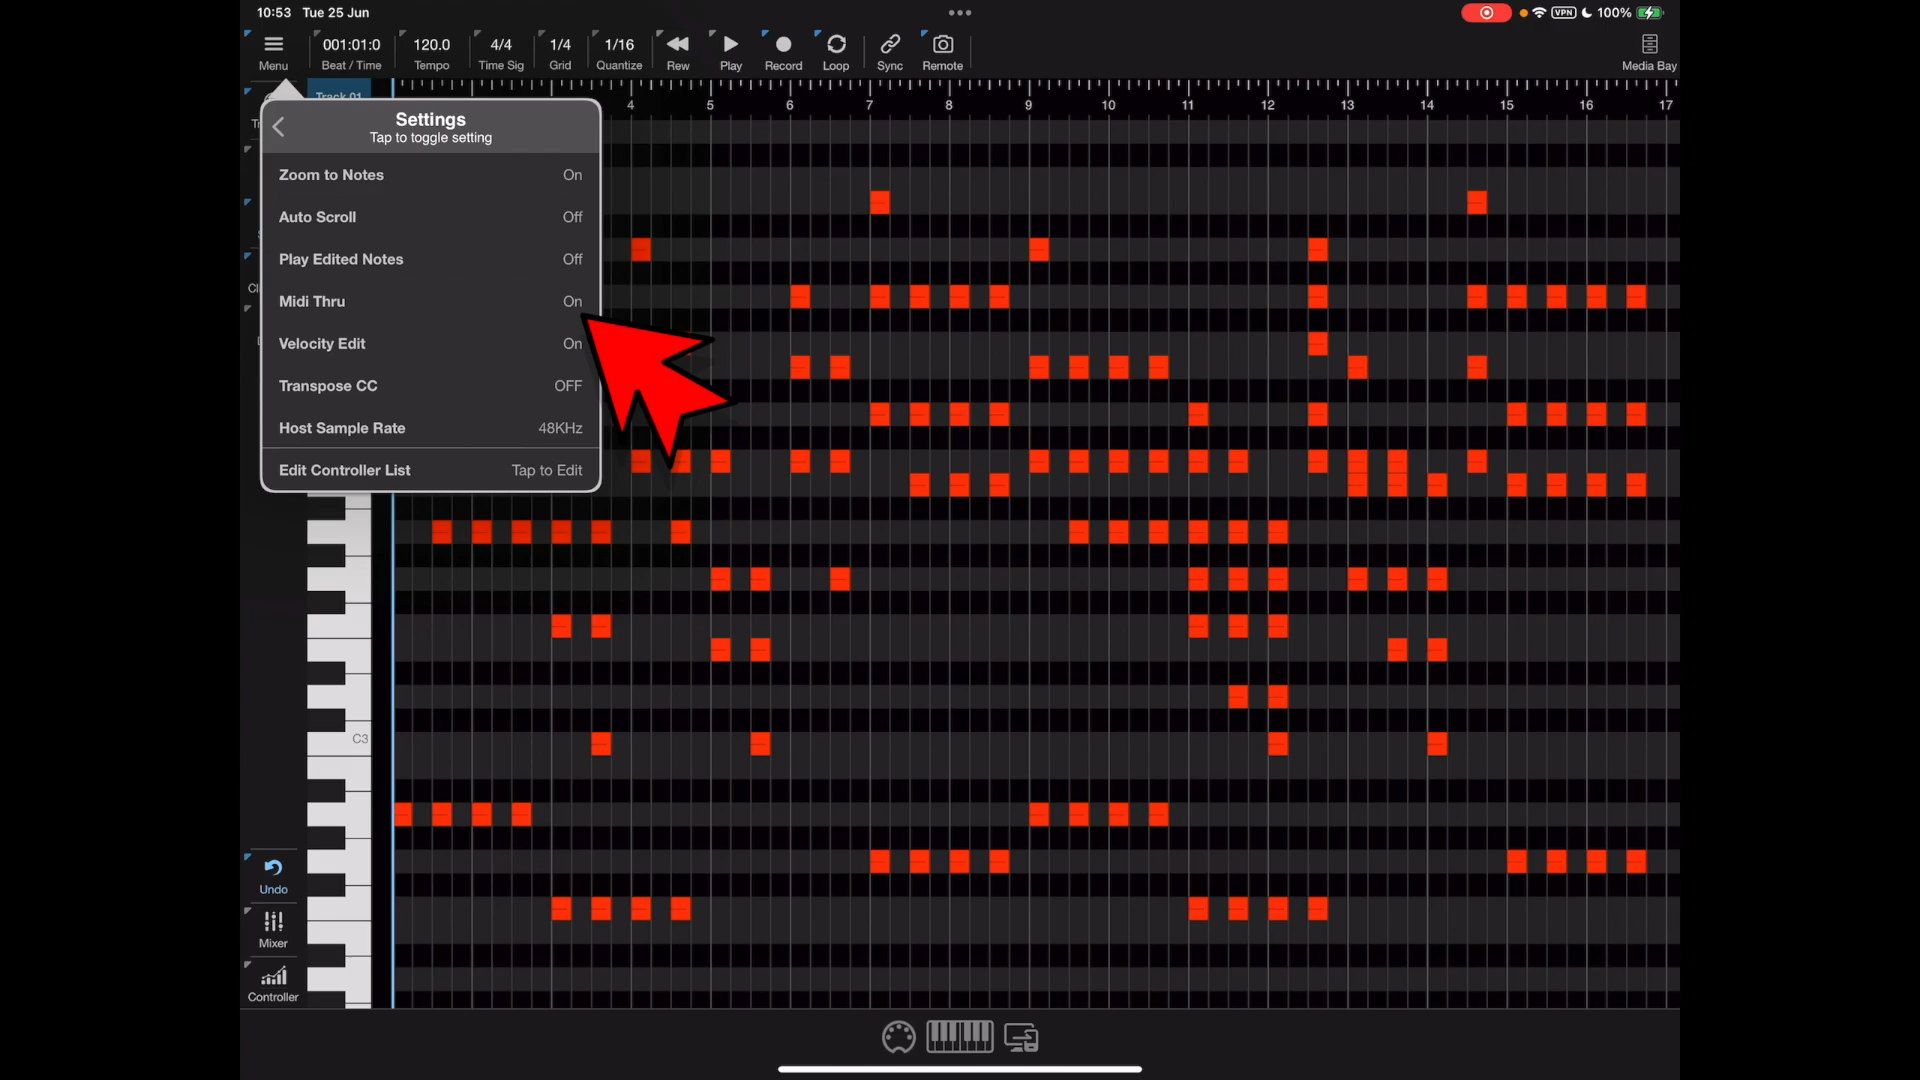 10:53 Tue 25 Jun
VPN 100%
Menu
001:01:0
Beat / Time
120.0
Tempo
4/4
Time Sig
1/4
Grid
1/16
Quantize
Rew
Play
Record
Loop
Sync
Remote
Media Bay
Track 01
4 5 6 7 8 9 10 11 12 13 14 15 16 17
Settings
Tap to toggle setting
Zoom to Notes On
Auto Scroll Off
Play Edited Notes Off
Midi Thru On
Velocity Edit On
Transpose CC OFF
Host Sample Rate 48KHz
Edit Controller List Tap to Edit
C3
Undo
Mixer
Controller